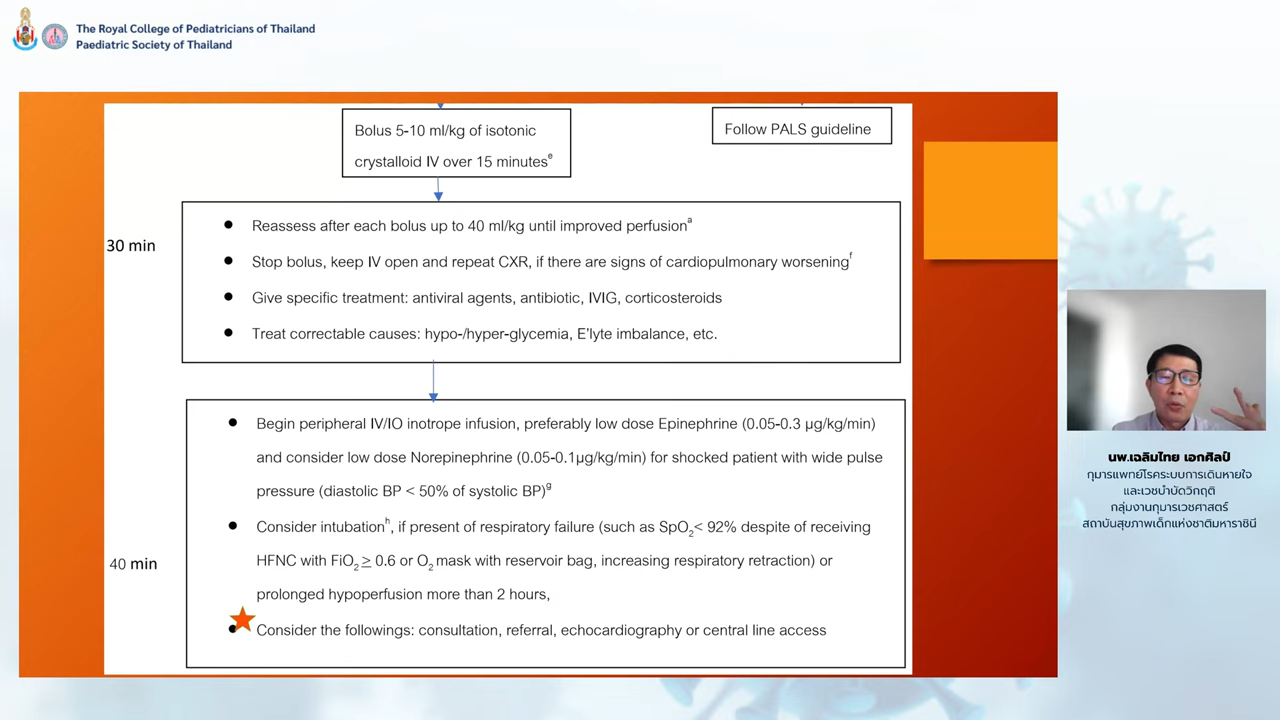 The Royal College of Pediatricians of Thailand
Paediatric Society of Thailand
Bolus 5-10 ml/kg of isotonic
crystalloid IV over 15 minutesᵉ
Follow PALS guideline
30 min
● Reassess after each bolus up to 40 ml/kg until improved perfusionᵃ
● Stop bolus, keep IV open and repeat CXR, if there are signs of cardiopulmonary worseningᶠ
● Give specific treatment: antiviral agents, antibiotic, IVIG, corticosteroids
● Treat correctable causes: hypo-/hyper-glycemia, E'lyte imbalance, etc.
40 min
● Begin peripheral IV/IO inotrope infusion, preferably low dose Epinephrine (0.05-0.3 µg/kg/min)
and consider low dose Norepinephrine (0.05-0.1µg/kg/min) for shocked patient with wide pulse
pressure (diastolic BP < 50% of systolic BP)ᵍ
● Consider intubationʰ, if present of respiratory failure (such as SpO₂< 92% despite of receiving
HFNC with FiO₂ ≥ 0.6 or O₂ mask with reservoir bag, increasing respiratory retraction) or
prolonged hypoperfusion more than 2 hours,
● Consider the followings: consultation, referral, echocardiography or central line access
นพ.เฉลิมไทย เอกศิลป์
กุมารแพทย์โรคระบบการเดินหายใจ
และเวชบำบัดวิกฤติ
กลุ่มงานกุมารเวชศาสตร์
สถาบันสุขภาพเด็กแห่งชาติมหาราชินี